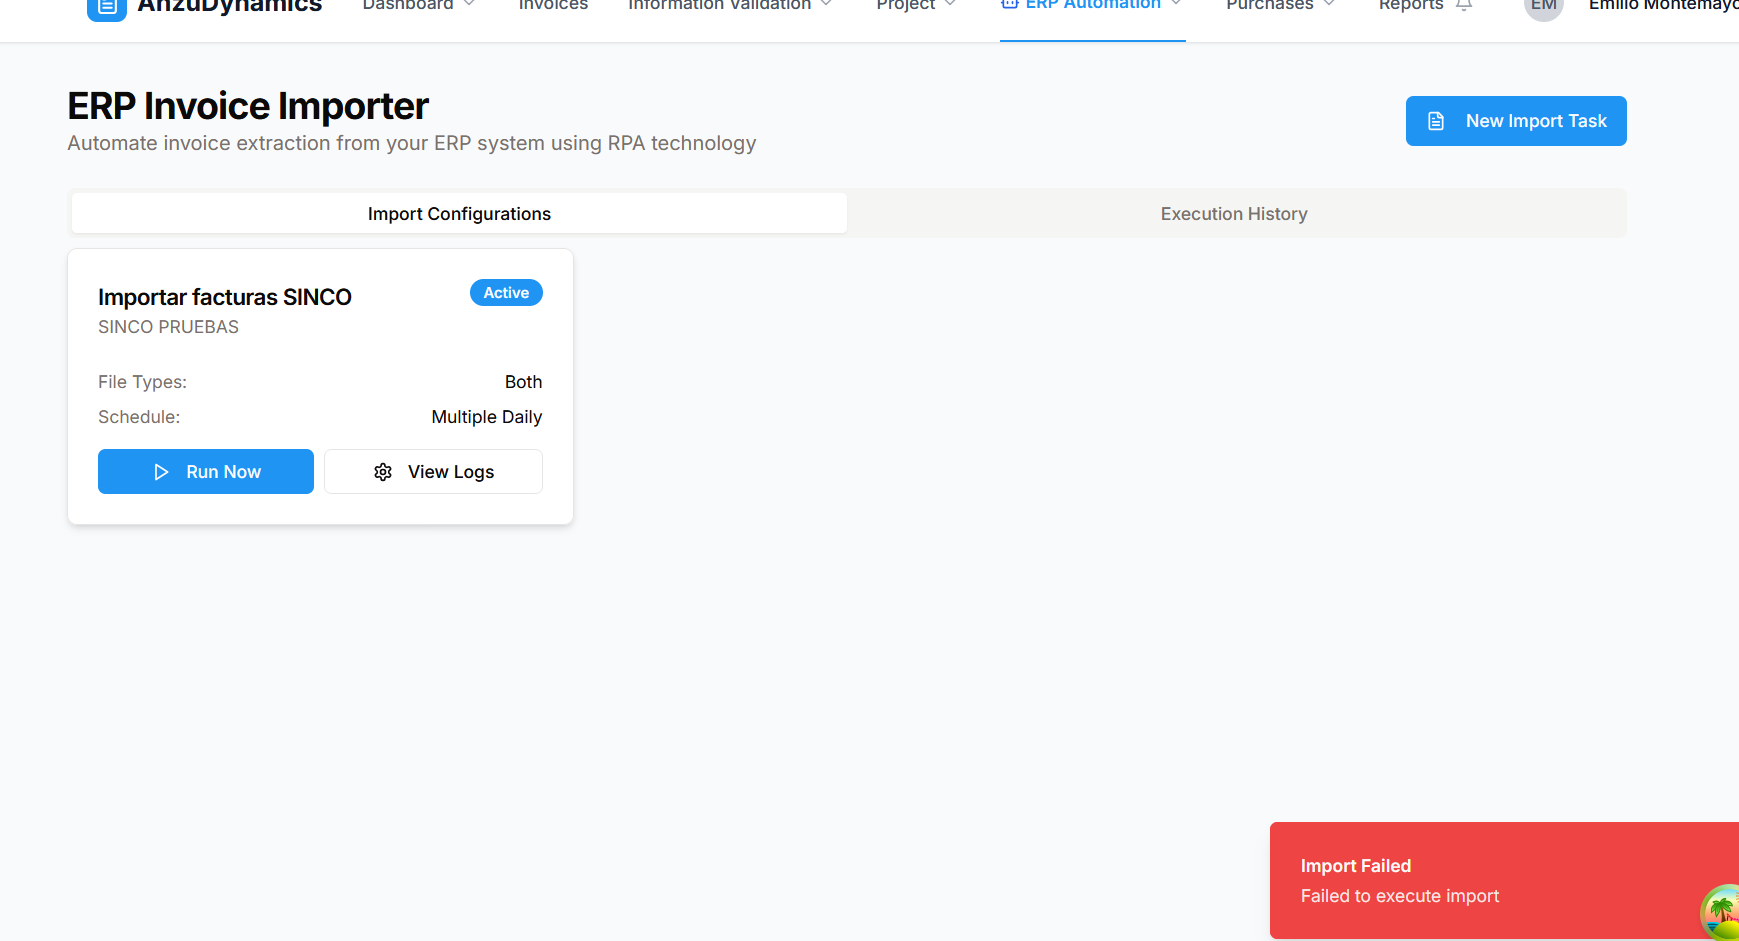 AnzuDynamics
Dashboard
Invoices
Information Validation
Project
ERP Automation
Purchases
Reports
EM
Emilio Montemayo
ERP Invoice Importer
Automate invoice extraction from your ERP system using RPA technology
New Import Task
Import Configurations
Execution History
Importar facturas SINCO
Active
SINCO PRUEBAS
File Types:
Both
Schedule:
Multiple Daily
Run Now
View Logs
Import Failed
Failed to execute import